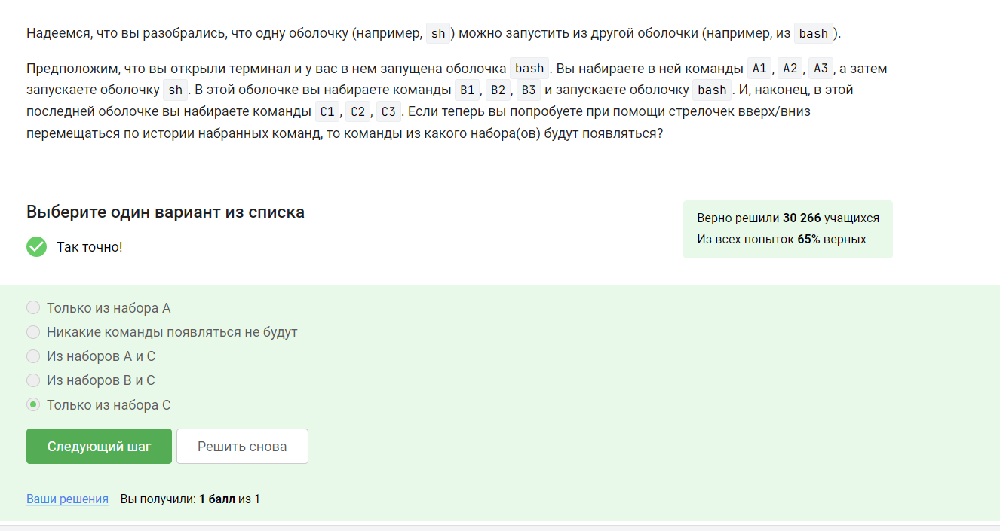 Надеемся, что вы разобрались, что одну оболочку (например, sh) можно запустить из другой оболочки (например, из bash).
Предположим, что вы открыли терминал и у вас в нем запущена оболочка bash. Вы набираете в ней команды A1, A2, A3, а затем
запускаете оболочку sh. В этой оболочке вы набираете команды B1, B2, B3 и запускаете оболочку bash. И, наконец, в этой
последней оболочке вы набираете команды C1, C2, C3. Если теперь вы попробуете при помощи стрелочек вверх/вниз
перемещаться по истории набранных команд, то команды из какого набора(ов) будут появляться?
Выберите один вариант из списка
Так точно!
Верно решили 30 266 учащихся
Из всех попыток 65% верных
Только из набора A
Никакие команды появляться не будут
Из наборов A и C
Из наборов B и C
Только из набора C
Следующий шаг
Решить снова
Ваши решения Вы получили: 1 балл из 1